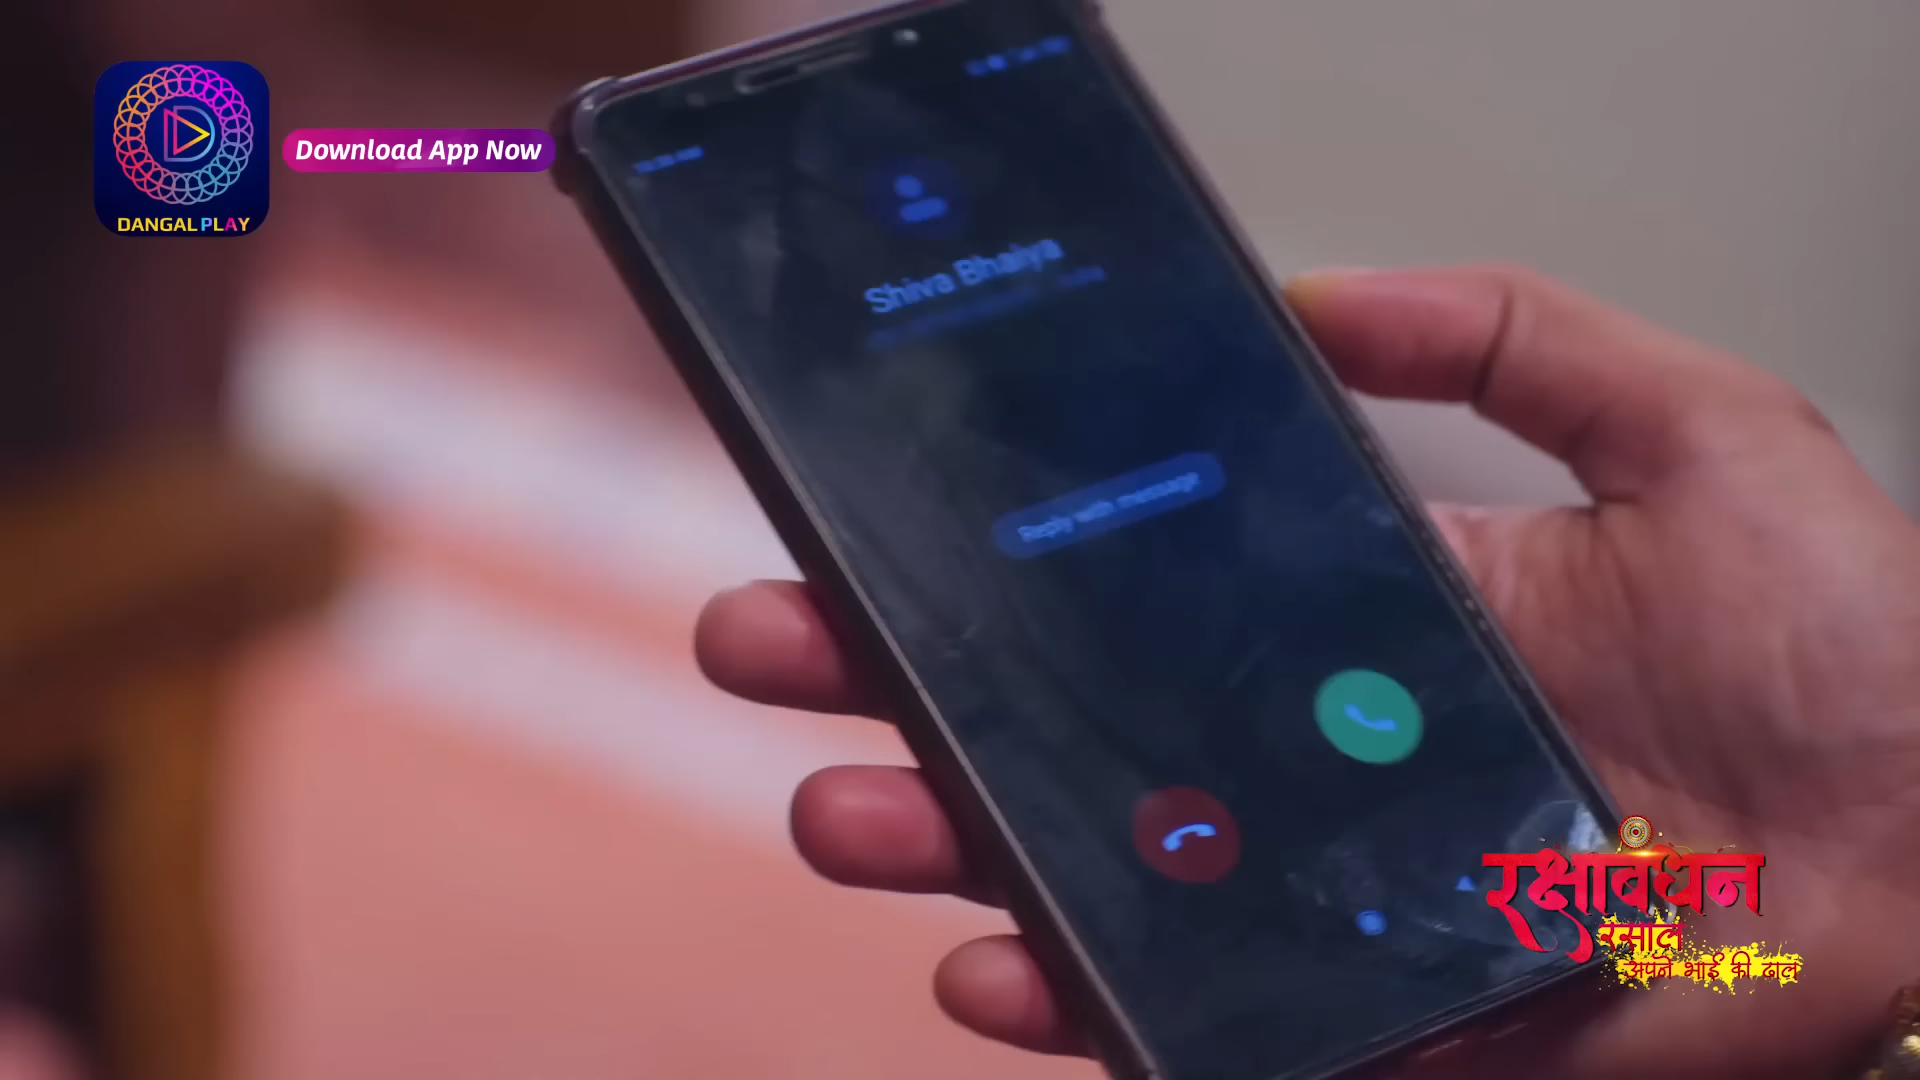 DANGAL PLAY
Download App Now
Shiva Bhaiya
Reply with message
रक्षाबंधन
रसाल
अपने भाई की ढाल